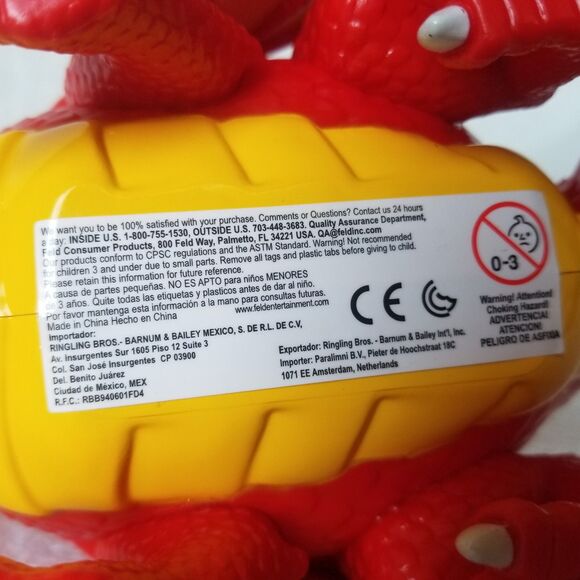 We want you to be 100% satisfied with your purchase. Comments or Questions? Contact us 24 hours
a day: INSIDE U.S. 1-800-755-1530, OUTSIDE U.S. 703-448-3683. Quality Assurance Department,
Feld Consumer Products, 800 Feld Way, Palmetto, FL 34221 USA. QA@feldinc.com
Our products conform to CPSC regulations and the ASTM Standard. Warning! Not recommended
for children 3 and under due to small parts. Remove all tags and plastic tabs before giving to child.
Please retain this information for future reference.
A causa de partes pequeñas. NO ES APTO para niños MENORES
de 3 años. Quite todas las etiquetas y plásticos antes de dar al niño.
Por favor mantenga esta información a la mano para consultas futuras.
Made in China Hecho en China www.feldentertainment.com
Importador:
RINGLING BROS.- BARNUM & BAILEY MEXICO, S. DE R.L. DE C.V,
Av. Insurgentes Sur 1605 Piso 12 Suite 3
Col. San José Insurgentes CP 03900
Del. Benito Juárez
Ciudad de México, MEX
R.F.C.: RBB940601FD4
CE
Exportador: Ringling Bros. - Barnum & Bailey Int'l, Inc.
Importer: Paralimni B.V., Pieter de Hoochstraat 18C
1071 EE Amsterdam, Netherlands
0-3
Warning! Attention!
Choking Hazard!
ADVERTENCIA!
ATENCIÓN!
PELIGRO DE ASFIXIA